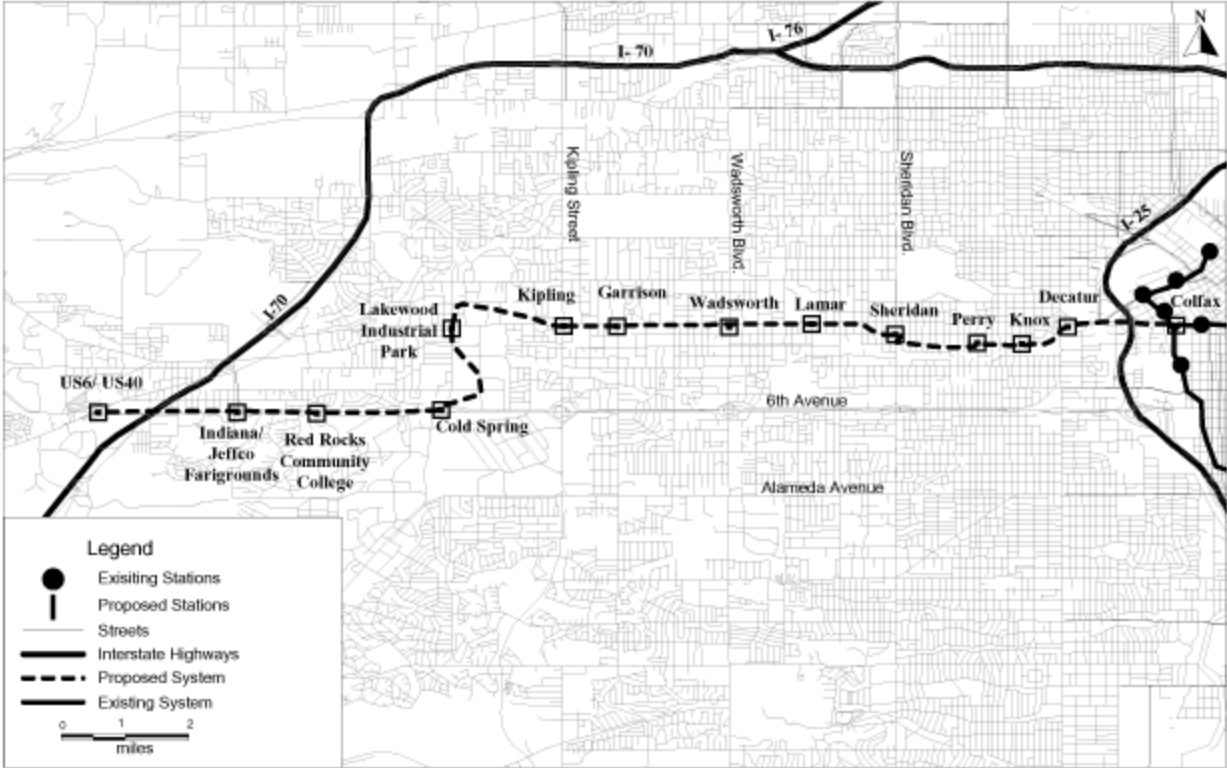 N
I-76
I-70
Kipling Street
Wadsworth Blvd.
Sheridan Blvd.
I-25
I-70
Lakewood
Industrial
Park
Kipling
Garrison
Wadsworth
Lamar
Sheridan
Perry
Knox
Decatur
Colfax
US6/ US40
Indiana/
Jeffco
Farigrounds
Red Rocks
Community
College
Cold Spring
6th Avenue
Alameda Avenue
Legend
Exisiting Stations
Proposed Stations
Streets
Interstate Highways
Proposed System
Existing System
0 1 2
miles